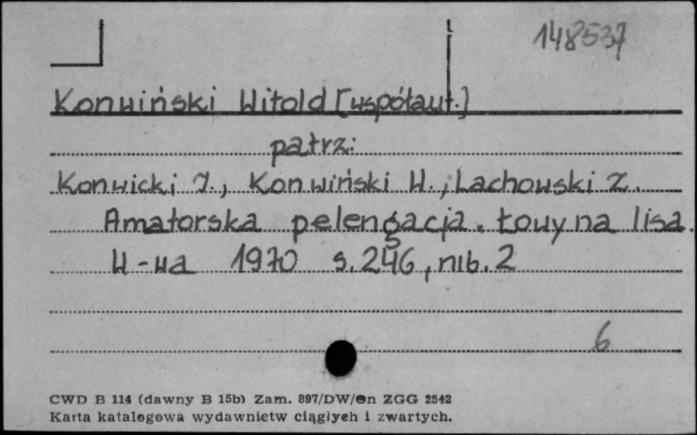 148537
Konwiński Witold [współaut.]
patrz:
Konwicki J., Konwiński W., Lachowski Z.
Amatorska pelengacja. Łowy na lisa.
W-wa 1970 s. 246, nlb. 2
6
CWD B 114 (dawny B 15b) Zam. 897/DW/On ZGG 2542
Karta katalogowa wydawnictw ciągłych i zwartych.